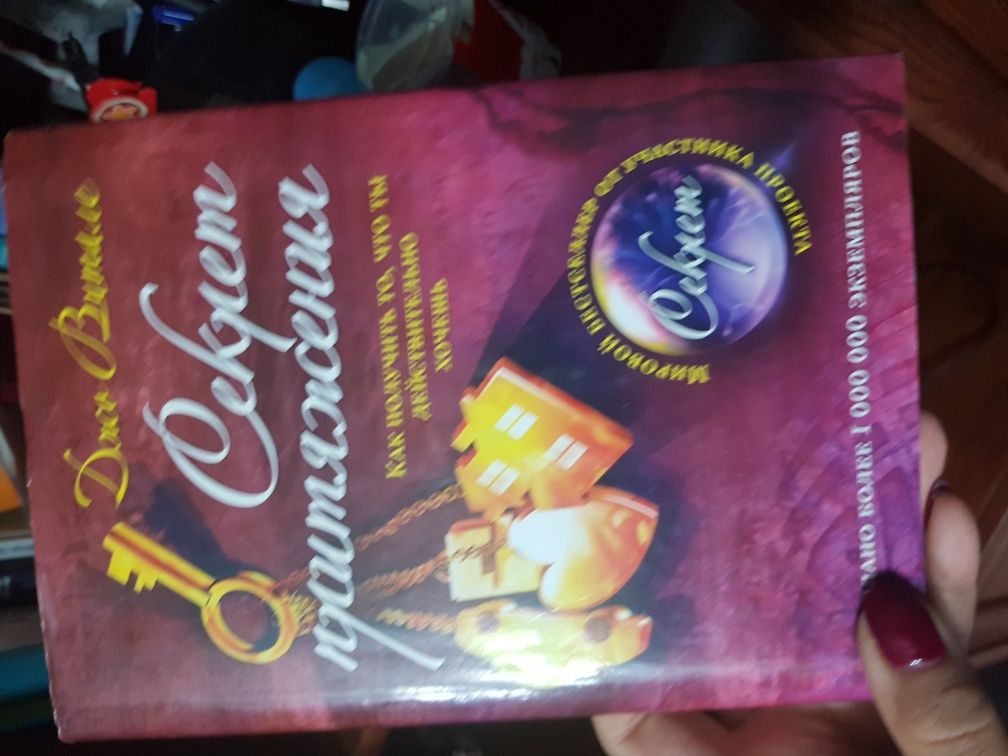 Джо Витале
Секрет
притяжения
Как получить то, что ты
действительно
хочешь
Мировой бестселлер от участника проекта
Секрет
более 1 000 000 экземпляров